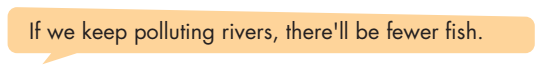 If we keep polluting rivers, there'll be fewer fish.